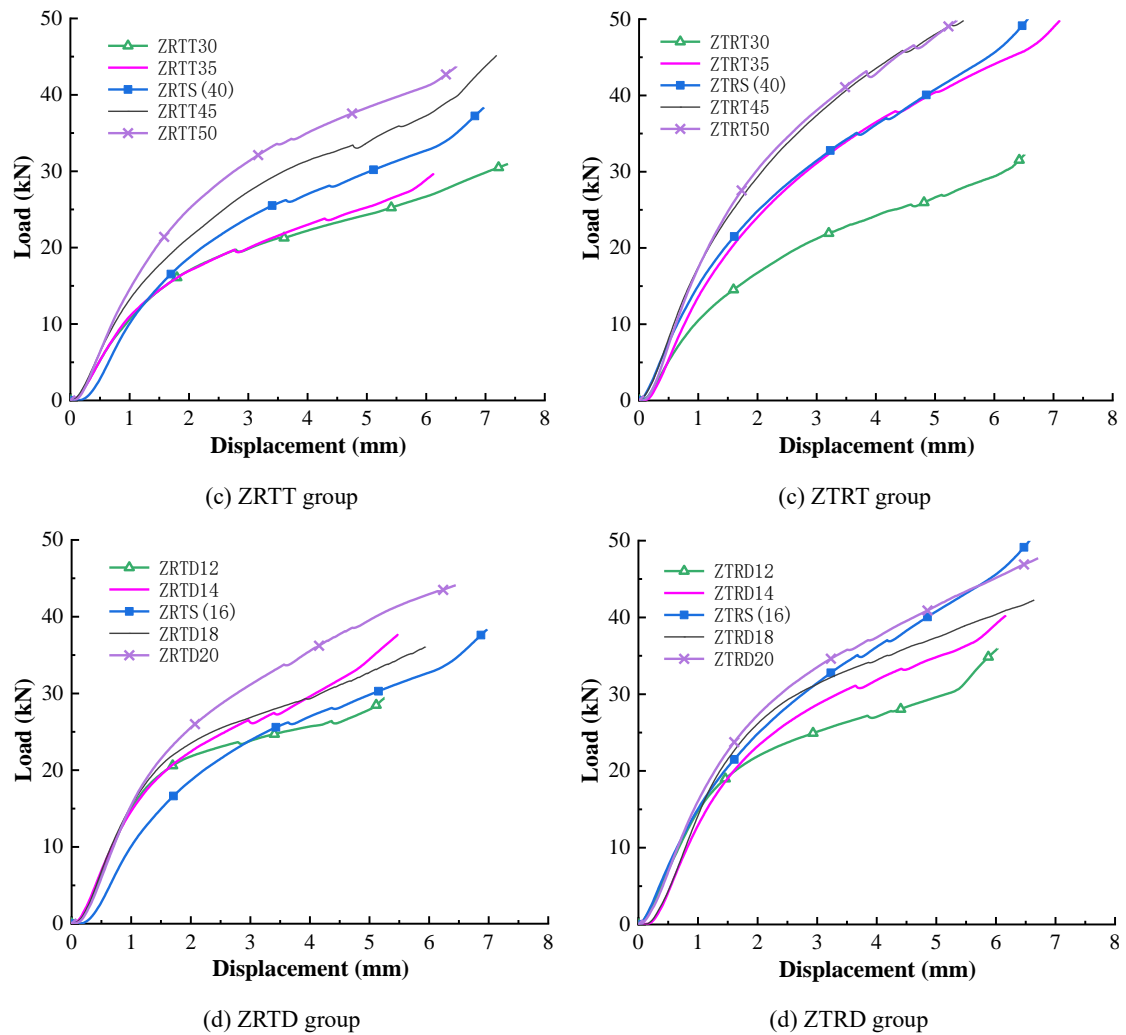 50
40
30
20
10
0
Load (kN)
ZRTT30
ZRTT35
ZRTS(40)
ZRTT45
ZRTT50
0 1 2 3 4 5 6 7 8
Displacement (mm)
(c) ZRTT group
50
40
30
20
10
0
Load (kN)
ZTRT30
ZTRT35
ZTRS(40)
ZTRT45
ZTRT50
0 1 2 3 4 5 6 7 8
Displacement (mm)
(c) ZTRT group
50
40
30
20
10
0
Load (kN)
ZRTD12
ZRTD14
ZRTS(16)
ZRTD18
ZRTD20
0 1 2 3 4 5 6 7 8
Displacement (mm)
(d) ZRTD group
50
40
30
20
10
0
Load (kN)
ZTRD12
ZTRD14
ZTRS(16)
ZTRD18
ZTRD20
0 1 2 3 4 5 6 7 8
Displacement (mm)
(d) ZTRD group